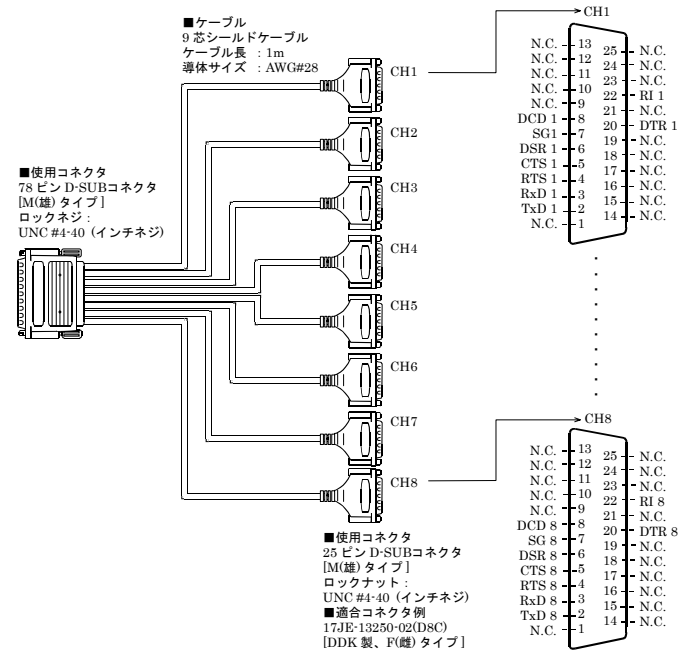 ■ケーブル
9 芯シールドケーブル
ケーブル長 : 1m
導体サイズ : AWG#28
■使用コネクタ
78 ピン D-SUBコネクタ
[M(雄) タイプ]
ロックネジ :
UNC #4-40 (インチネジ)
CH1
CH2
CH3
CH4
CH5
CH6
CH7
CH8
■使用コネクタ
25 ピン D-SUBコネクタ
[M(雄) タイプ]
ロックナット :
UNC #4-40 (インチネジ)
■適合コネクタ例
17JE-13250-02(D8C)
[DDK 製、F(雌) タイプ]
CH1
N.C. 13
25 N.C.
N.C. 12
24 N.C.
N.C. 11
23 N.C.
N.C. 10
22 RI 1
N.C. 9
21 N.C.
DCD 1 8
20 DTR 1
SG1 7
19 N.C.
DSR 1 6
18 N.C.
CTS 1 5
17 N.C.
RTS 1 4
16 N.C.
RxD 1 3
15 N.C.
TxD 1 2
14 N.C.
N.C. 1
CH8
N.C. 13
25 N.C.
N.C. 12
24 N.C.
N.C. 11
23 N.C.
N.C. 10
22 RI 8
N.C. 9
21 N.C.
DCD 8 8
20 DTR 8
SG 8 7
19 N.C.
DSR 8 6
18 N.C.
CTS 8 5
17 N.C.
RTS 8 4
16 N.C.
RxD 8 3
15 N.C.
TxD 8 2
14 N.C.
N.C. 1